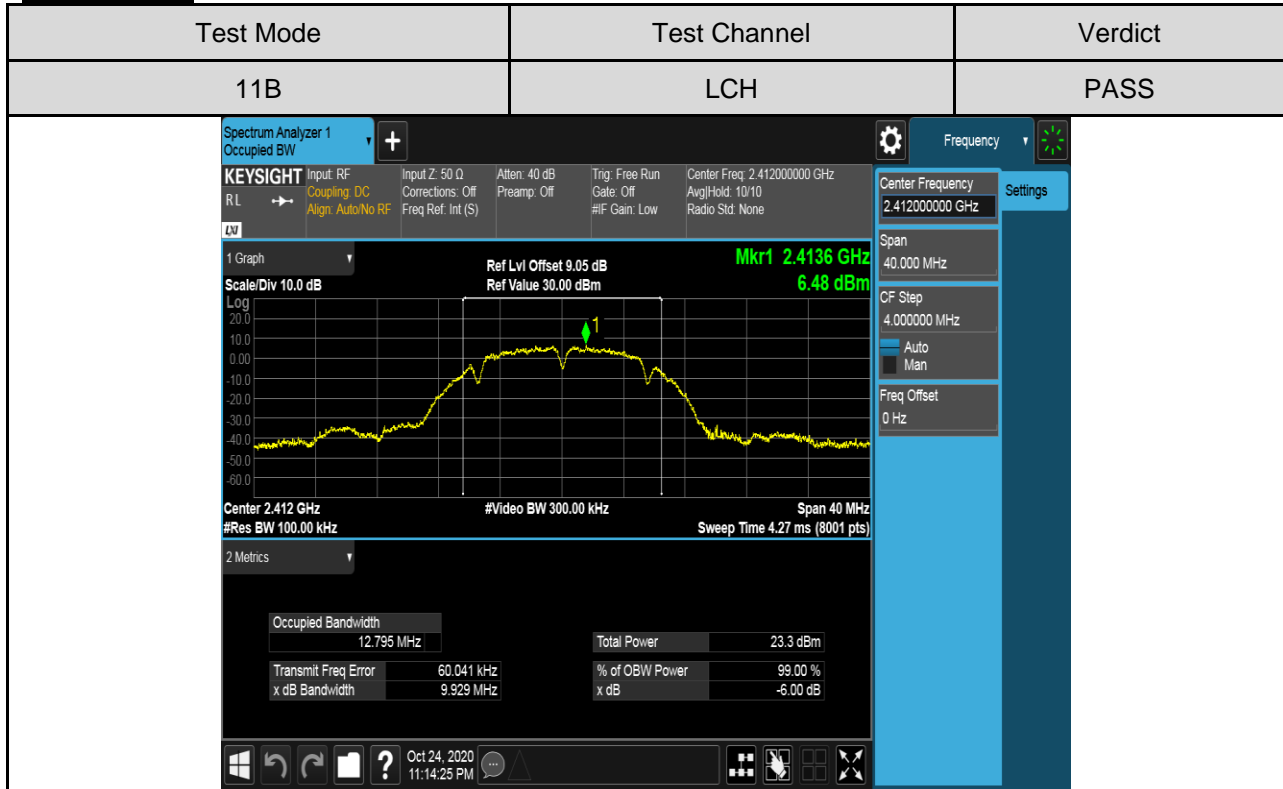 Test Mode Test Channel Verdict
11B LCH PASS
Spectrum Analyzer 1
Occupied BW
+
Frequency
KEYSIGHT Input: RF Input Z: 50 Ω Atten: 40 dB Trig: Free Run Center Freq: 2.412000000 GHz
RL Coupling: DC Corrections: Off Preamp: Off Gate: Off Avg|Hold: 10/10
Align: Auto/No RF Freq Ref: Int (S) #IF Gain: Low Radio Std: None
LXI
Center Frequency
2.412000000 GHz
Settings
Span
40.000 MHz
CF Step
4.000000 MHz
Auto
Man
Freq Offset
0 Hz
1 Graph Ref Lvl Offset 9.05 dB Mkr1 2.4136 GHz
Scale/Div 10.0 dB Ref Value 30.00 dBm 6.48 dBm
Log
20.0
1
10.0
0.00
-10.0
-20.0
-30.0
-40.0
-50.0
-60.0
Center 2.412 GHz #Video BW 300.00 kHz Span 40 MHz
#Res BW 100.00 kHz Sweep Time 4.27 ms (8001 pts)
2 Metrics
Occupied Bandwidth
12.795 MHz Total Power 23.3 dBm
Transmit Freq Error 60.041 kHz % of OBW Power 99.00 %
x dB Bandwidth 9.929 MHz x dB -6.00 dB
? Oct 24, 2020
11:14:25 PM